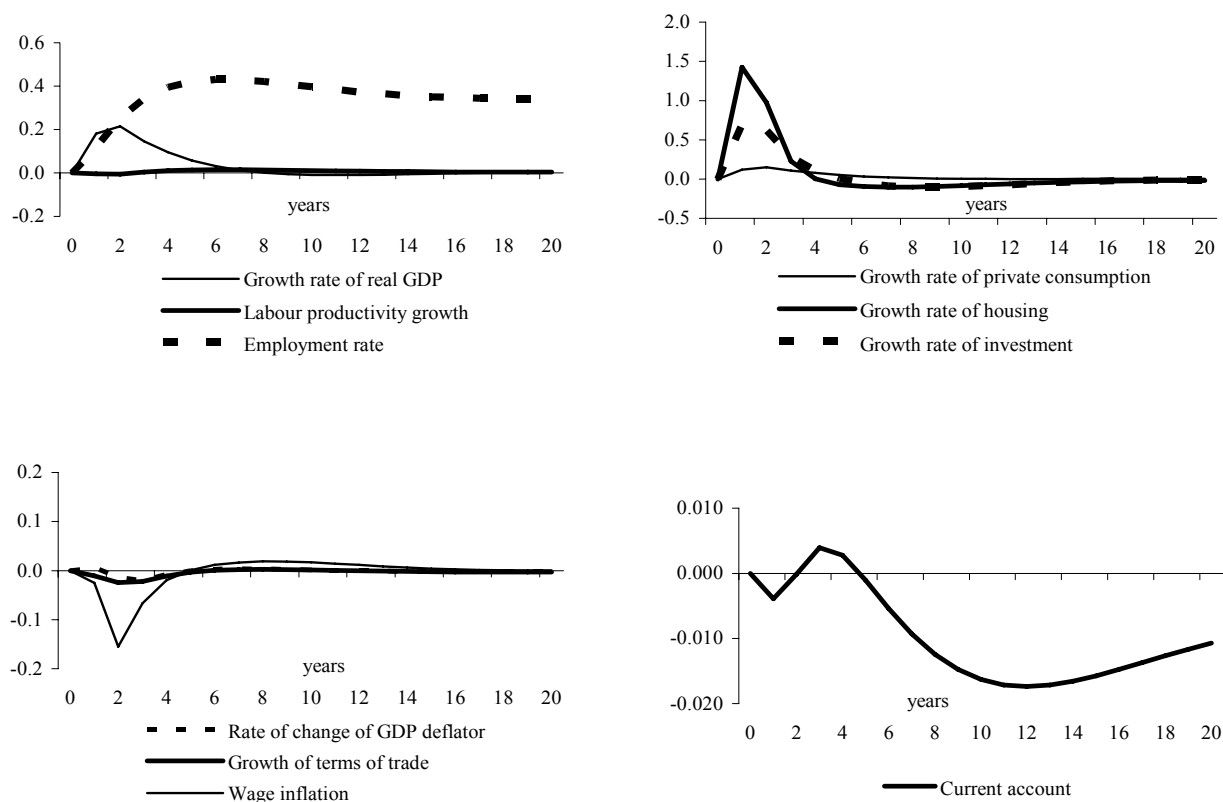 0.6
0.4
0.2
0.0
-0.2
years
0 2 4 6 8 10 12 14 16 18 20
Growth rate of real GDP
Labour productivity growth
Employment rate
2.0
1.5
1.0
0.5
0.0
-0.5
years
0 2 4 6 8 10 12 14 16 18 20
Growth rate of private consumption
Growth rate of housing
Growth rate of investment
0.2
0.1
0.0
-0.1
-0.2
years
0 2 4 6 8 10 12 14 16 18 20
Rate of change of GDP deflator
Growth of terms of trade
Wage inflation
0.010
0.000
-0.010
-0.020
years
0 2 4 6 8 10 12 14 16 18 20
Current account